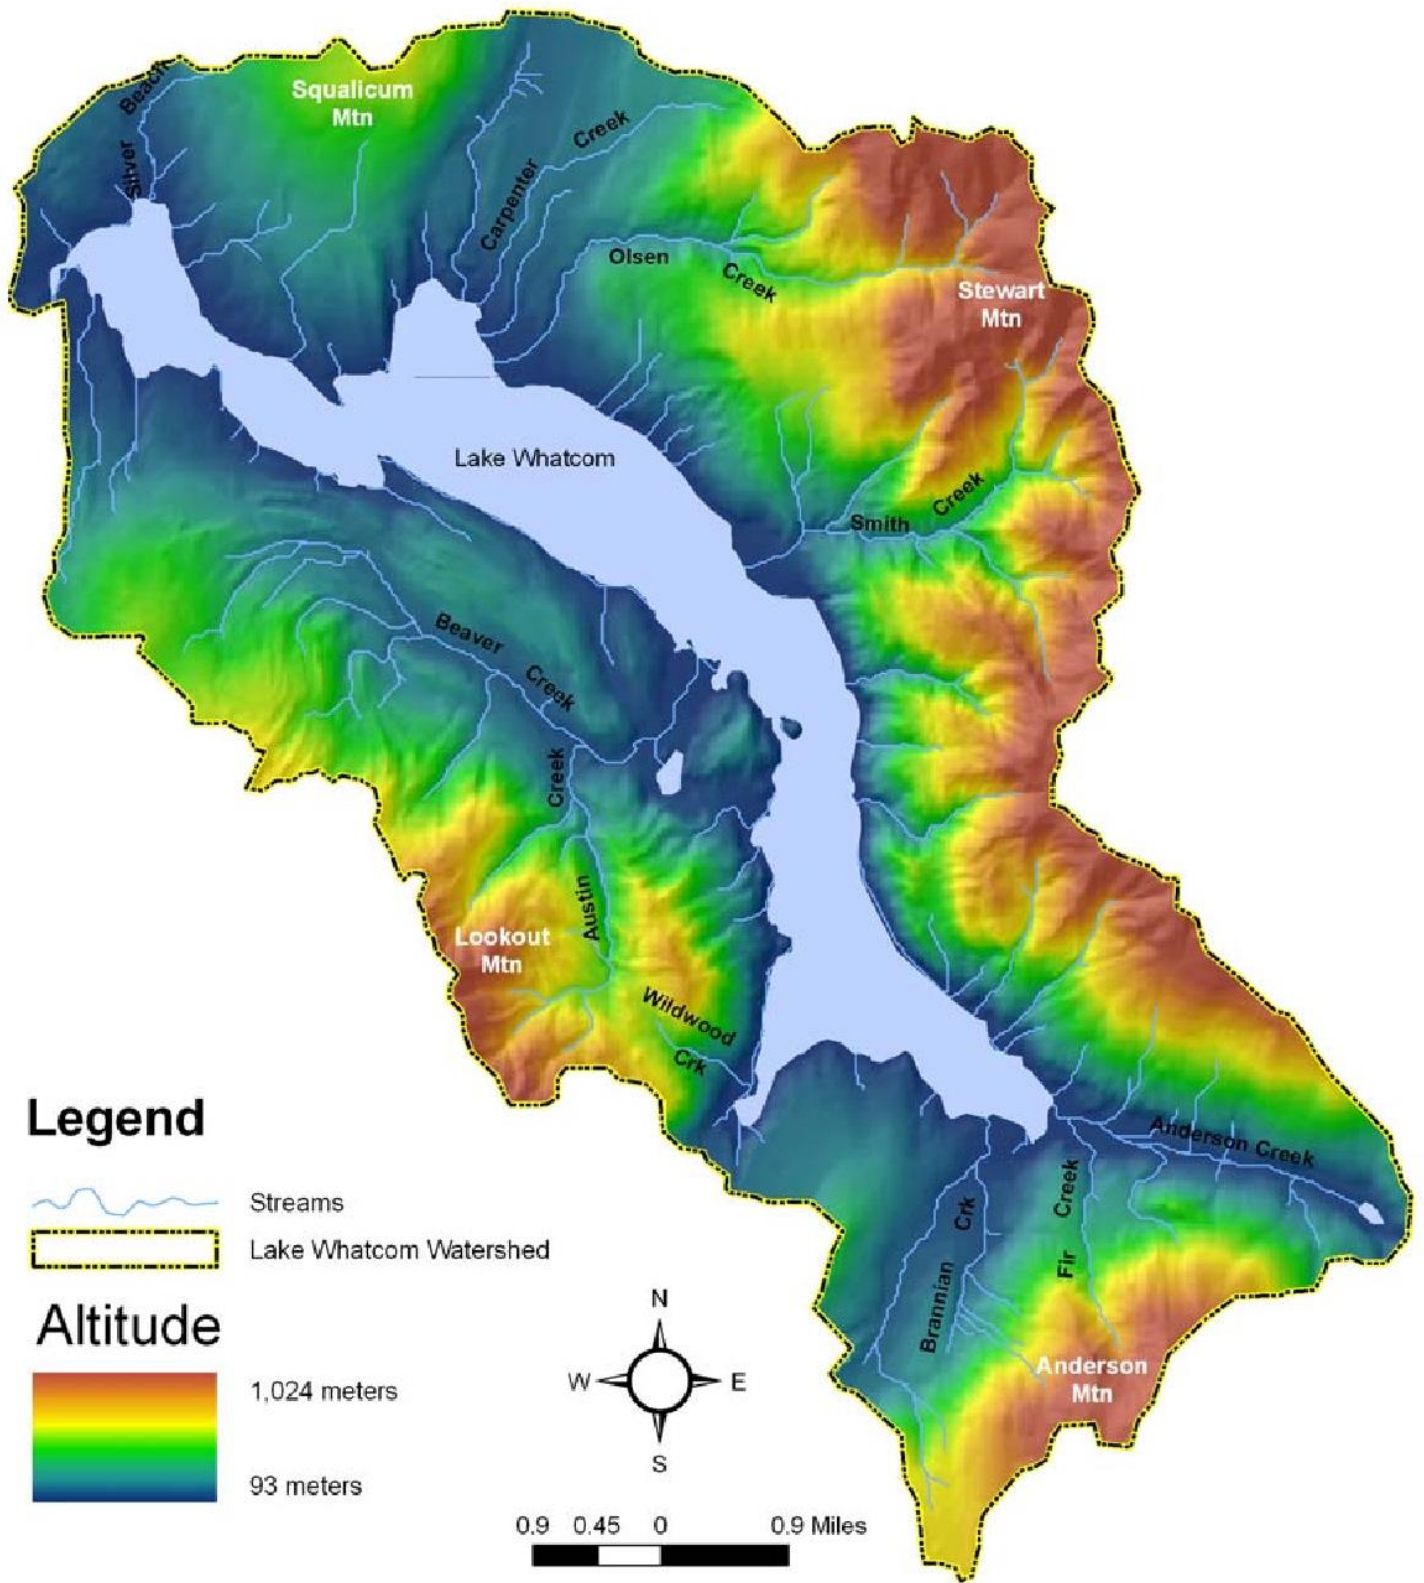 Squalicum
Mtn
Silver Beach
Carpenter Creek
Olsen
Creek
Stewart
Mtn
Lake Whatcom
Smith Creek
Beaver
Creek
Creek
Austin
Lookout
Mtn
Wildwood
Crk
Anderson Creek
Brannian Crk
Fir Creek
Anderson
Mtn
Legend
Streams
Lake Whatcom Watershed
Altitude
1,024 meters
93 meters
N
W E
S
0.9 0.45 0 0.9 Miles